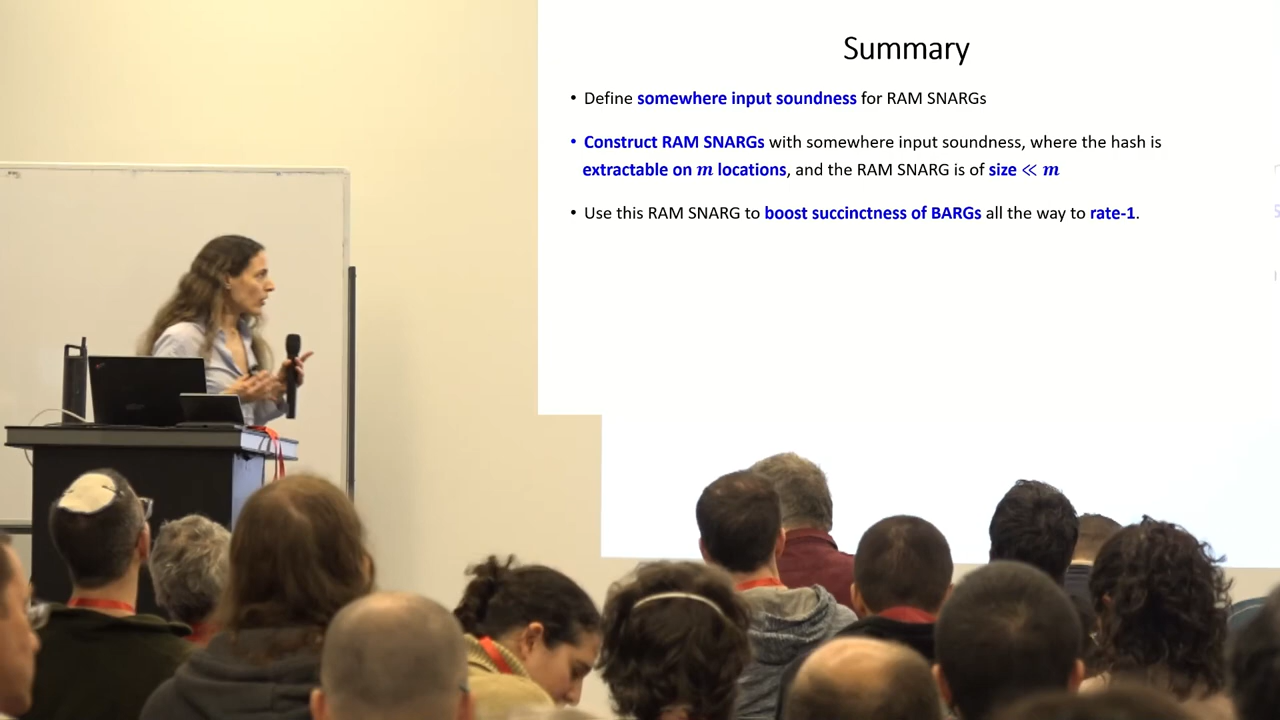 Summary
• Define somewhere input soundness for RAM SNARGs
• Construct RAM SNARGs with somewhere input soundness, where the hash is
extractable on m locations, and the RAM SNARG is of size ≪ m
• Use this RAM SNARG to boost succinctness of BARGs all the way to rate-1.